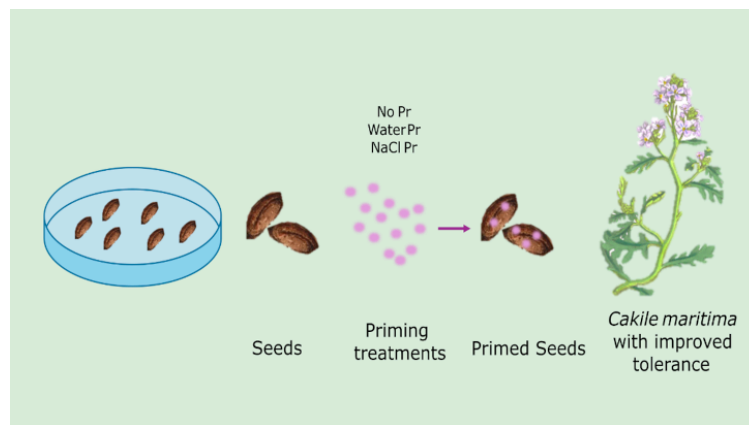 No Pr
Water Pr
NaCl Pr
Seeds
Priming
treatments
Primed Seeds
Cakile maritima
with improved
tolerance